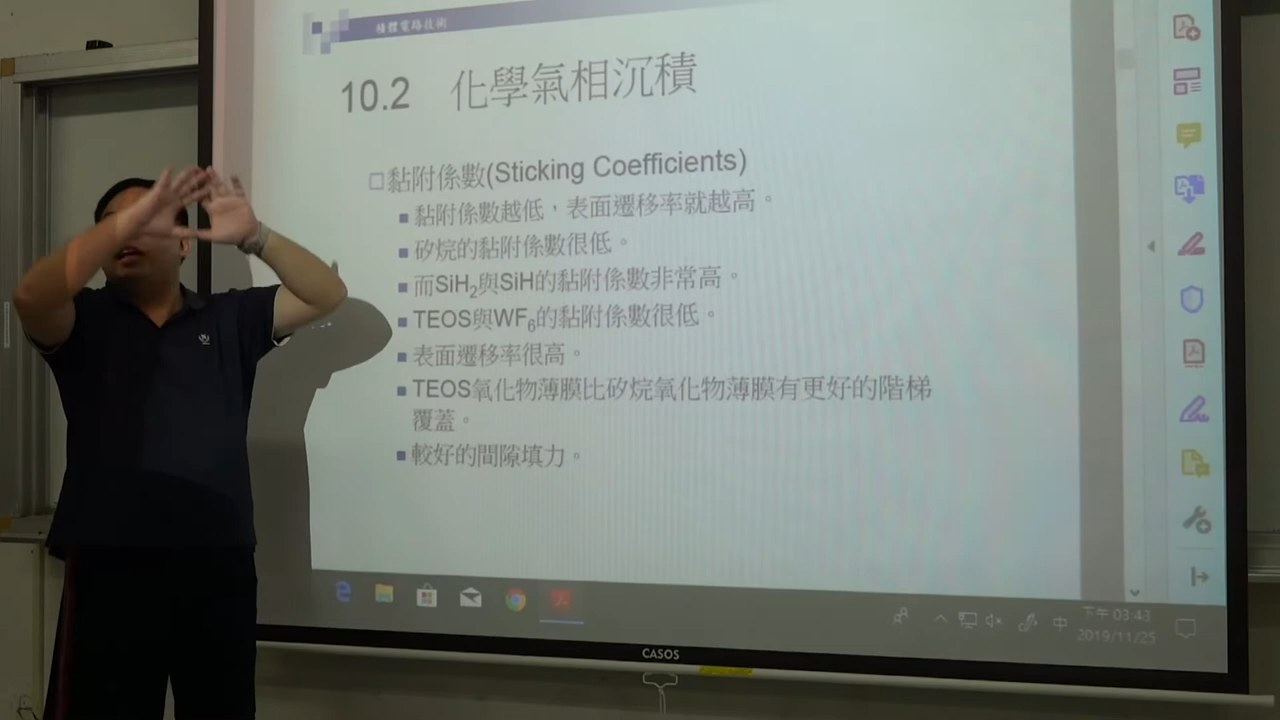 積體電路技術
10.2 化學氣相沉積
黏附係數(Sticking Coefficients)
黏附係數越低，表面遷移率就越高。
矽烷的黏附係數很低。
而SiH₂與SiH的黏附係數非常高。
TEOS與WF₆的黏附係數很低。
表面遷移率很高。
TEOS氧化物薄膜比矽烷氧化物薄膜有更好的階梯
覆蓋。
較好的間隙填力。
中
下午 03:43
2019/11/25
CASOS